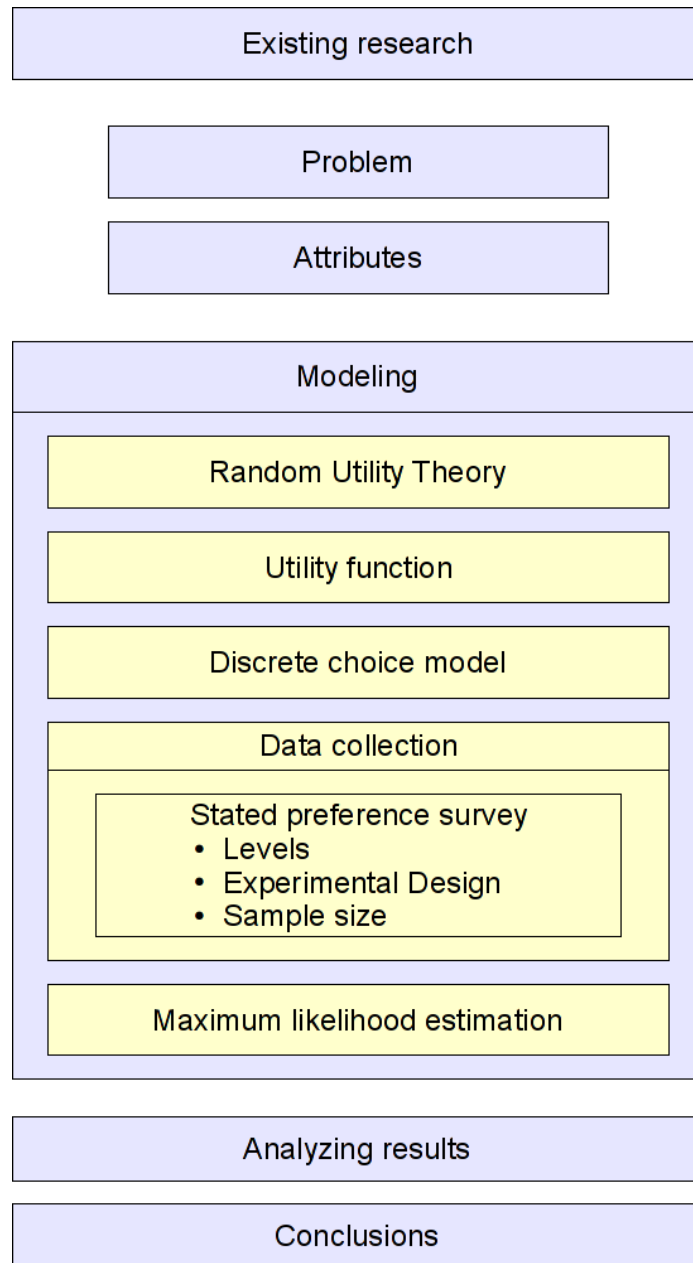 Existing research
Problem
Attributes
Modeling
Random Utility Theory
Utility function
Discrete choice model
Data collection
Stated preference survey
• Levels
• Experimental Design
• Sample size
Maximum likelihood estimation
Analyzing results
Conclusions